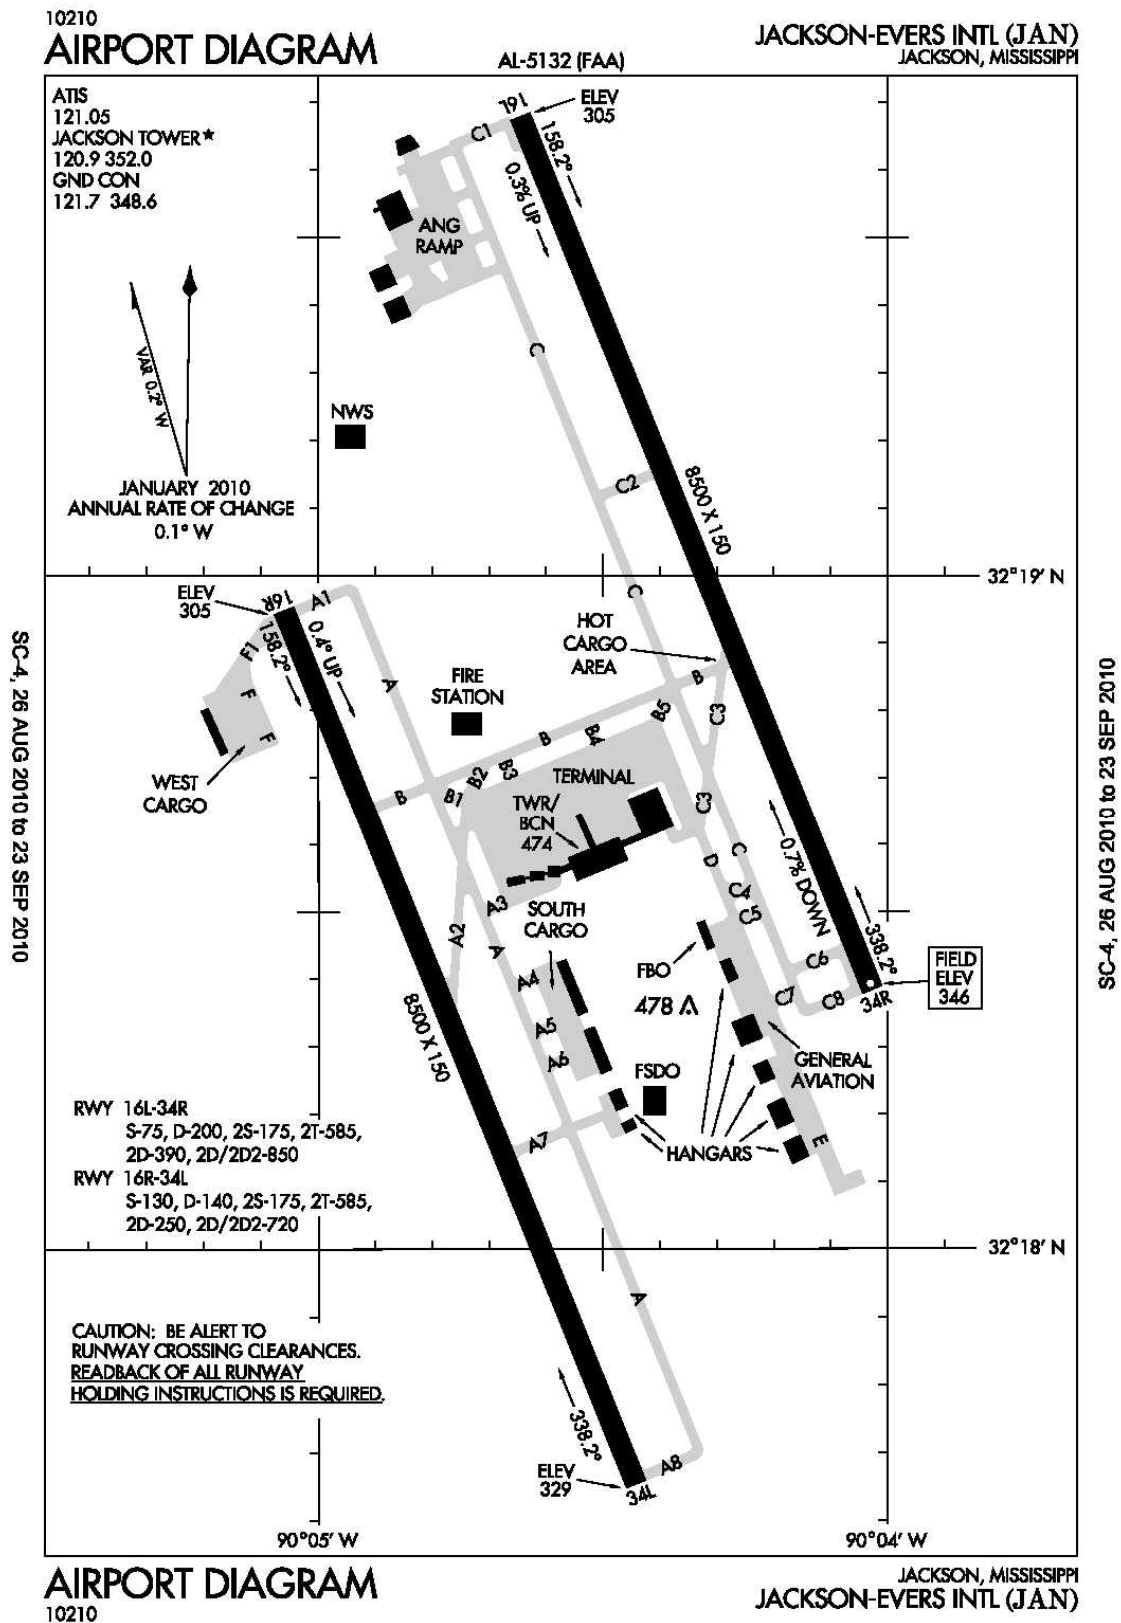 10210
AIRPORT DIAGRAM
AL-5132 (FAA)
JACKSON-EVERS INTL (JAN)
JACKSON, MISSISSIPPI
ATIS
121.05
JACKSON TOWER★
120.9 352.0
GND CON
121.7 348.6
VAR 0.2° W
JANUARY 2010
ANNUAL RATE OF CHANGE
0.1° W
16L
ELEV
305
158.2°
0.3% UP
C1
ANG
RAMP
C
NWS
C2
8500 X 150
32°19' N
C
ELEV
305
16R
A1
158.2°
0.4° UP
F1
F
F
WEST
CARGO
A
FIRE
STATION
HOT
CARGO
AREA
B
B5
C3
B4
B
B3
B2
B1
B
TERMINAL
TWR/
BCN
474
C3
C
D
C4
C5
0.7% DOWN
338.2°
C6
C7
C8
34R
FIELD
ELEV
346
A3
A2
A
SOUTH
CARGO
A4
A5
A6
FBO
478
FSDO
GENERAL
AVIATION
HANGARS
E
A7
8500 X 150
RWY 16L-34R
S-75, D-200, 2S-175, 2T-585,
2D-390, 2D/2D2-850
RWY 16R-34L
S-130, D-140, 2S-175, 2T-585,
2D-250, 2D/2D2-720
32°18' N
A
CAUTION: BE ALERT TO
RUNWAY CROSSING CLEARANCES.
READBACK OF ALL RUNWAY
HOLDING INSTRUCTIONS IS REQUIRED.
338.2°
ELEV
329
34L
A8
90°05' W
90°04' W
SC-4, 26 AUG 2010 to 23 SEP 2010
SC-4, 26 AUG 2010 to 23 SEP 2010
AIRPORT DIAGRAM
10210
JACKSON, MISSISSIPPI
JACKSON-EVERS INTL (JAN)